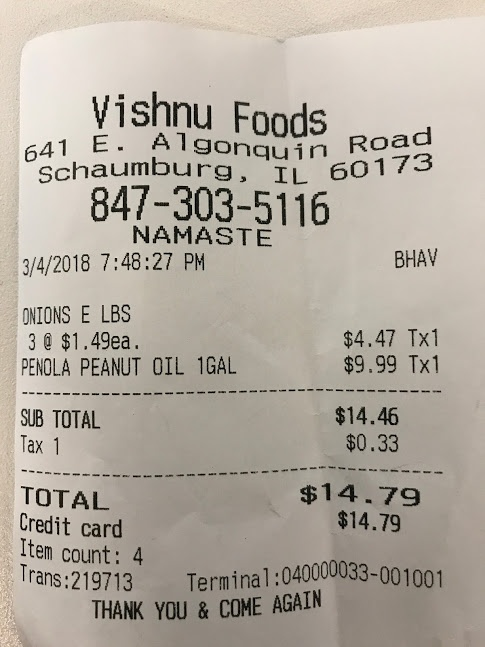 Vishnu Foods
641 E. Algonquin Road
Schaumburg, IL 60173
847-303-5116
NAMASTE
3/4/2018 7:48:27 PM BHAV
ONIONS E LBS
3 @ $1.49ea. $4.47 Tx1
PENOLA PEANUT OIL 1GAL $9.99 Tx1
SUB TOTAL $14.46
Tax 1 $0.33
TOTAL $14.79
Credit card $14.79
Item count: 4
Trans:219713 Terminal:040000033-001001
THANK YOU & COME AGAIN